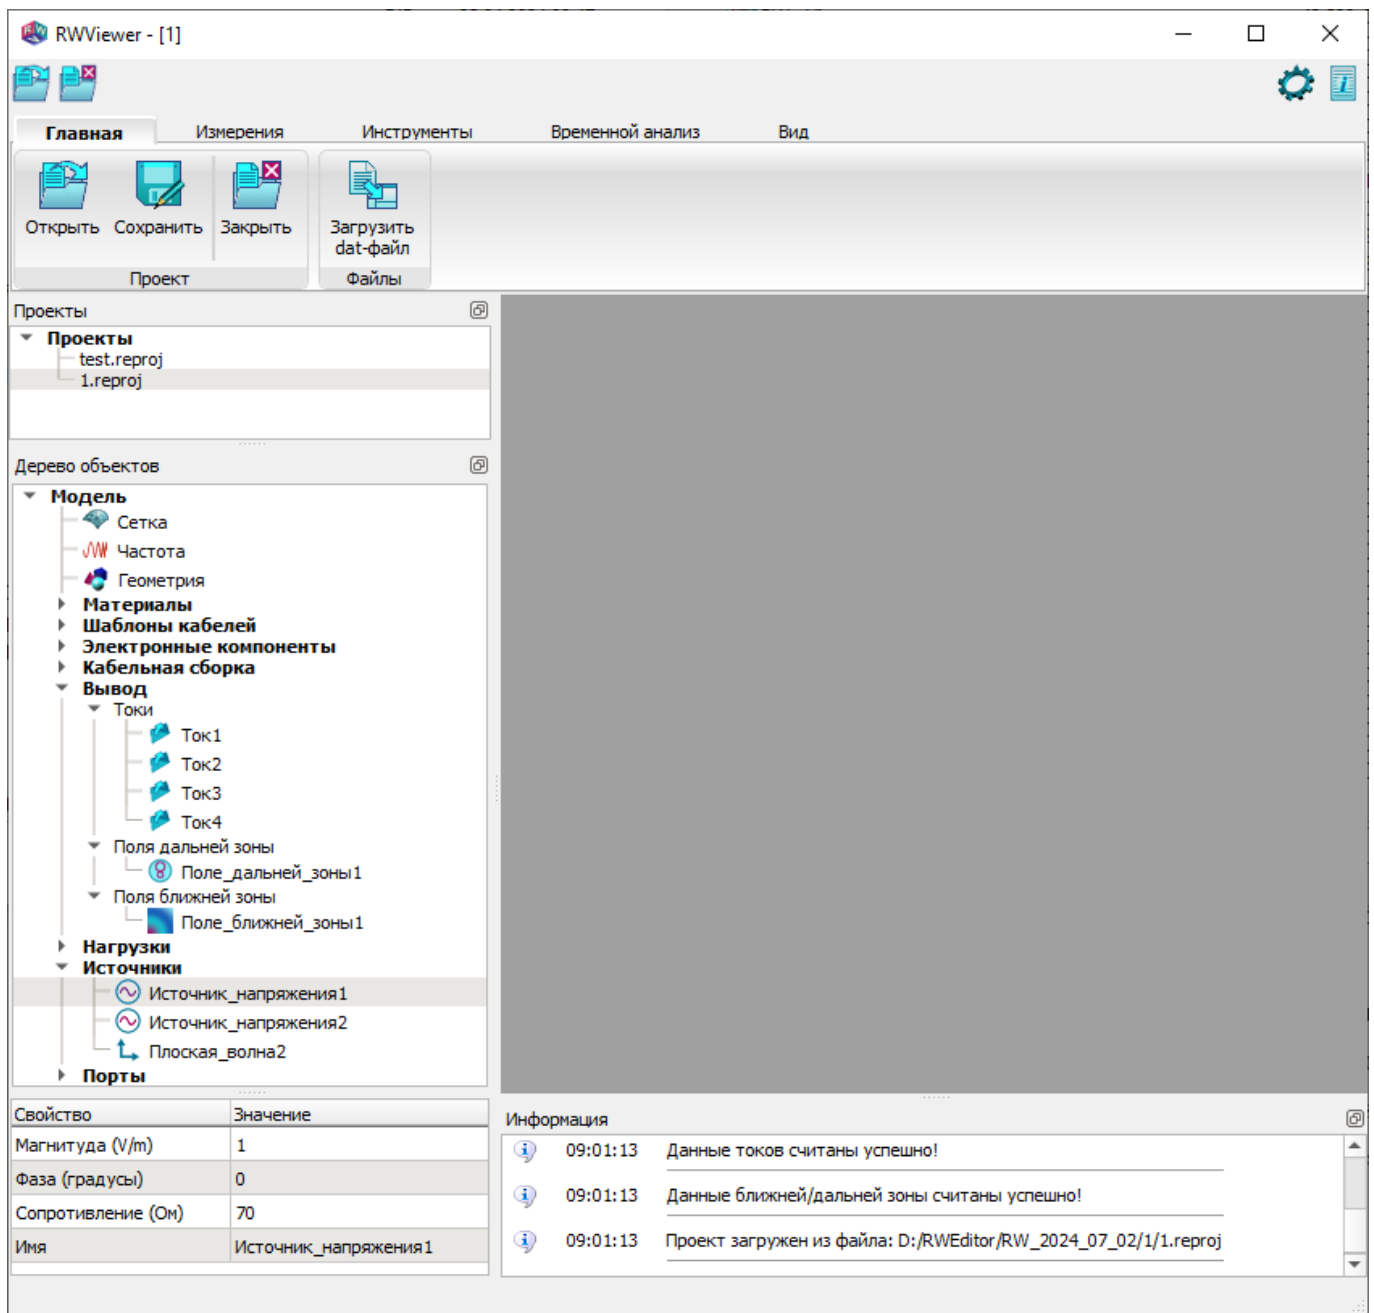 RWViewer - [1]
Главная Измерения Инструменты Временной анализ Вид
Открыть Сохранить Закрыть Загрузить
dat-файл
Проект Файлы
Проекты
Проекты
test.reproj
1.reproj
Дерево объектов
Модель
Сетка
Частота
Геометрия
Материалы
Шаблоны кабелей
Электронные компоненты
Кабельная сборка
Вывод
Токи
Ток1
Ток2
Ток3
Ток4
Поля дальней зоны
Поле_дальней_зоны1
Поля ближней зоны
Поле_ближней_зоны1
Нагрузки
Источники
Источник_напряжения1
Источник_напряжения2
Плоская_волна2
Порты
Свойство Значение
Магнитуда (V/m) 1
Фаза (градусы) 0
Сопротивление (Ом) 70
Имя Источник_напряжения1
Информация
09:01:13 Данные токов считаны успешно!
09:01:13 Данные ближней/дальней зоны считаны успешно!
09:01:13 Проект загружен из файла: D:/RWEditor/RW_2024_07_02/1/1.reproj